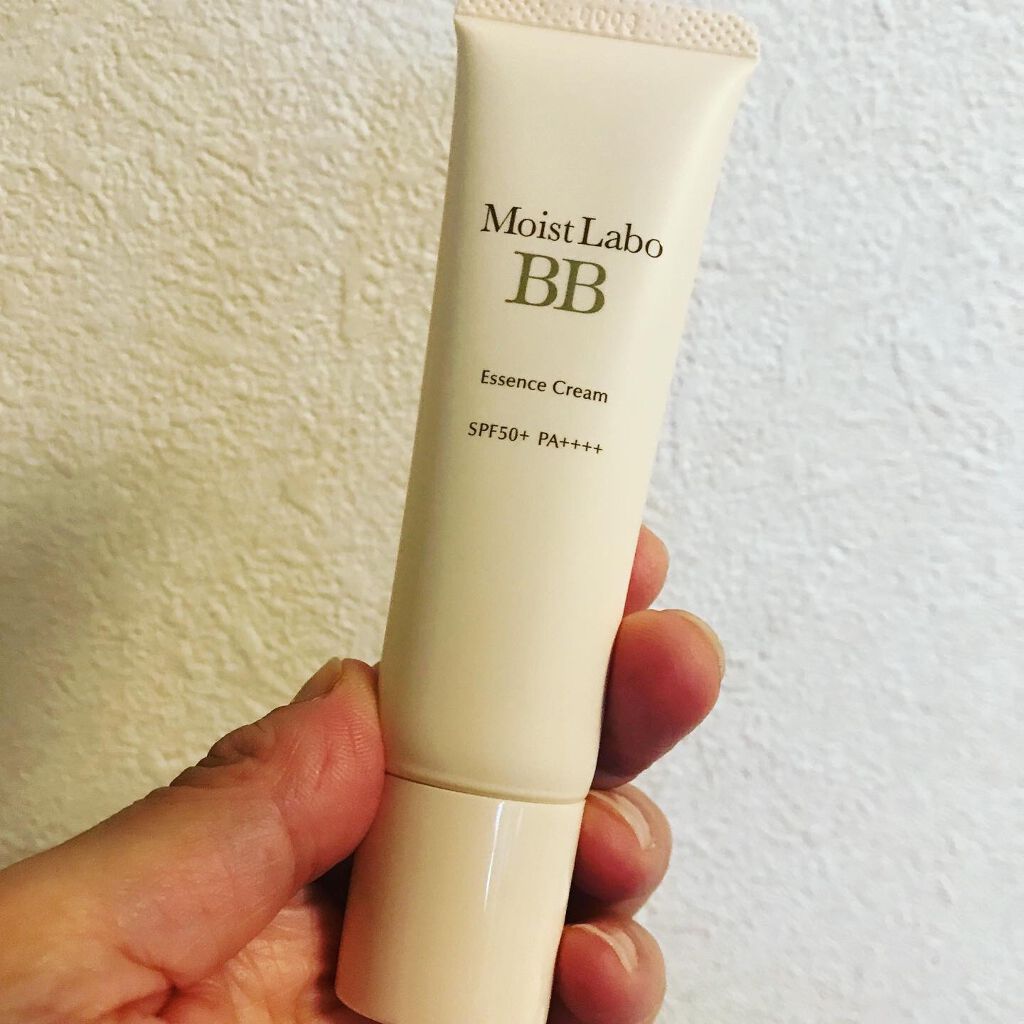 Moist Labo
BB
Essence Cream
SPF50+ PA++++